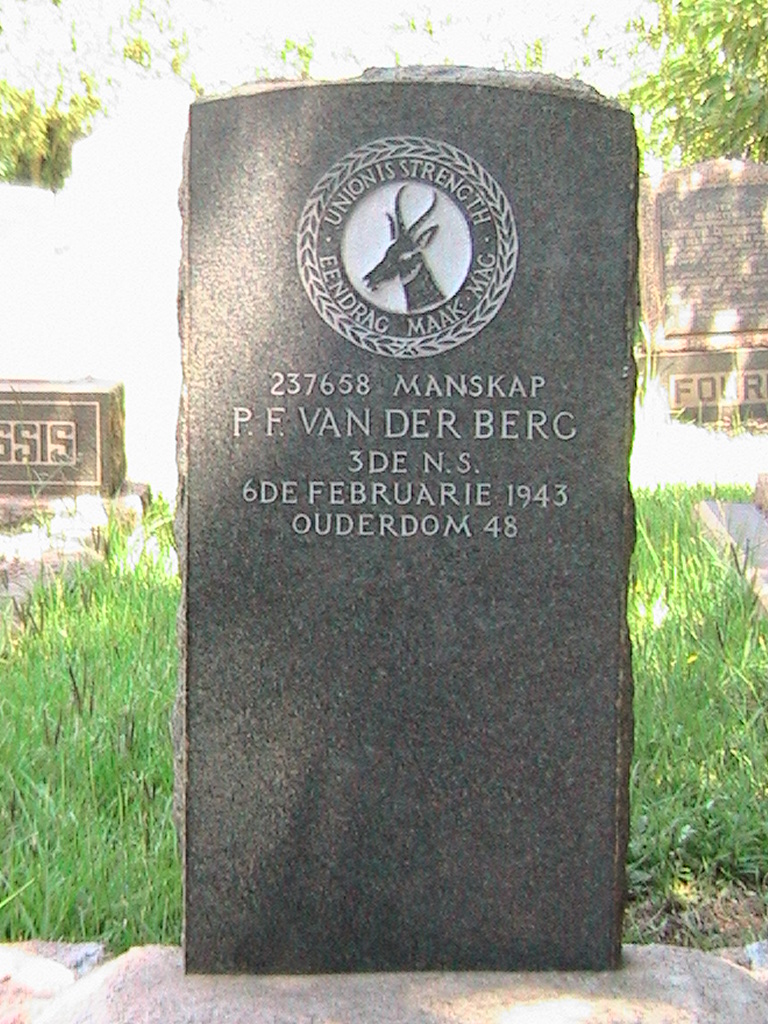 UNION IS STRENGTH
EENDRAG MAAK MAG
237658 MANSKAP
P. F. VAN DER BERG
3DE N.S.
6DE FEBRUARIE 1943
OUDERDOM 48
SSIS
FOUR